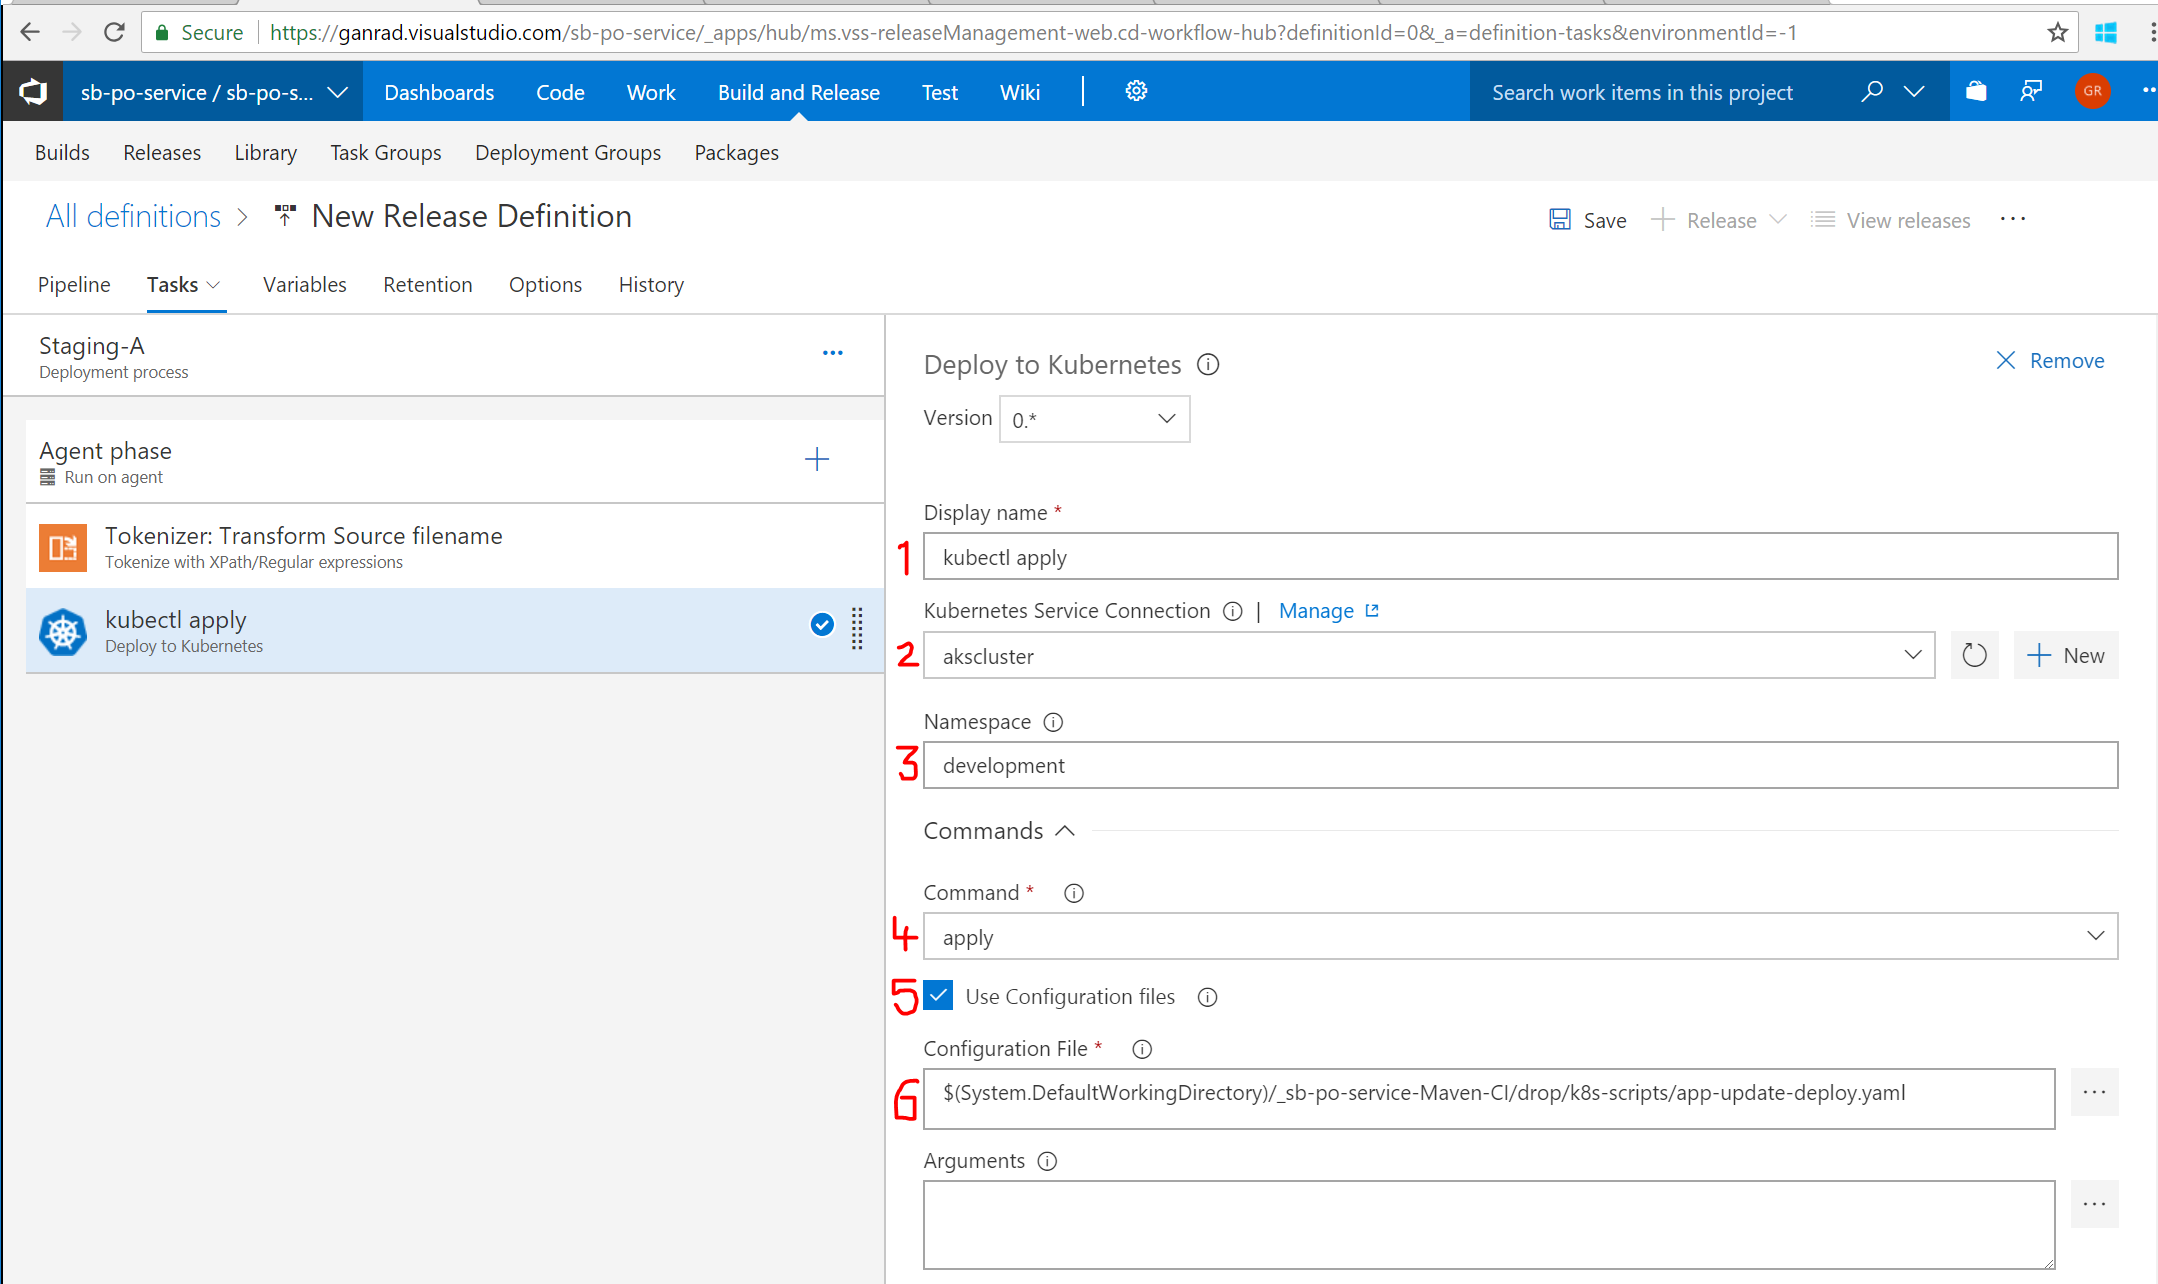 Secure https://ganrad.visualstudio.com/sb-po-service/_apps/hub/ms.vss-releaseManagement-web.cd-workflow-hub?definitionId=0&_a=definition-tasks&environmentId=-1
sb-po-service / sb-po-s... Dashboards Code Work Build and Release Test Wiki Search work items in this project GR
Builds Releases Library Task Groups Deployment Groups Packages
All definitions > New Release Definition Save + Release View releases ...
Pipeline Tasks Variables Retention Options History
Staging-A ...
Deployment process
Agent phase
Run on agent
Tokenizer: Transform Source filename
Tokenize with XPath/Regular expressions
kubectl apply
Deploy to Kubernetes
Deploy to Kubernetes Remove
Version 0.*
Display name *
1 kubectl apply
Kubernetes Service Connection | Manage
2 akscluster + New
Namespace
3 development
Commands
Command *
4 apply
5 Use Configuration files
Configuration File *
6 $(System.DefaultWorkingDirectory)/_sb-po-service-Maven-CI/drop/k8s-scripts/app-update-deploy.yaml ...
Arguments
...